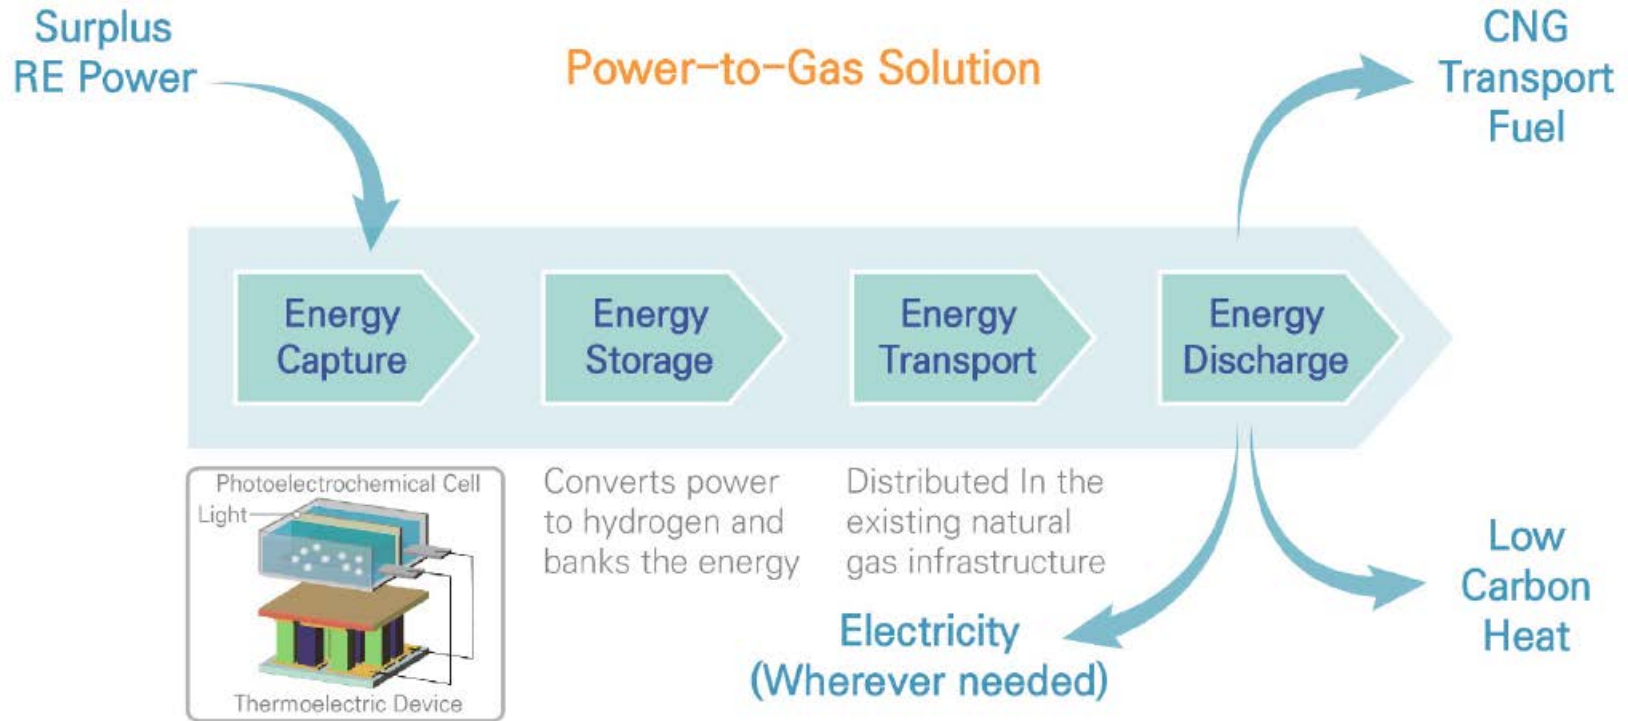 Surplus
RE Power
Power-to-Gas Solution
CNG
Transport
Fuel
Energy
Capture
Energy
Storage
Energy
Transport
Energy
Discharge
Photoelectrochemical Cell
Light
Thermoelectric Device
Converts power
to hydrogen and
banks the energy
Distributed In the
existing natural
gas infrastructure
Electricity
(Wherever needed)
Low
Carbon
Heat